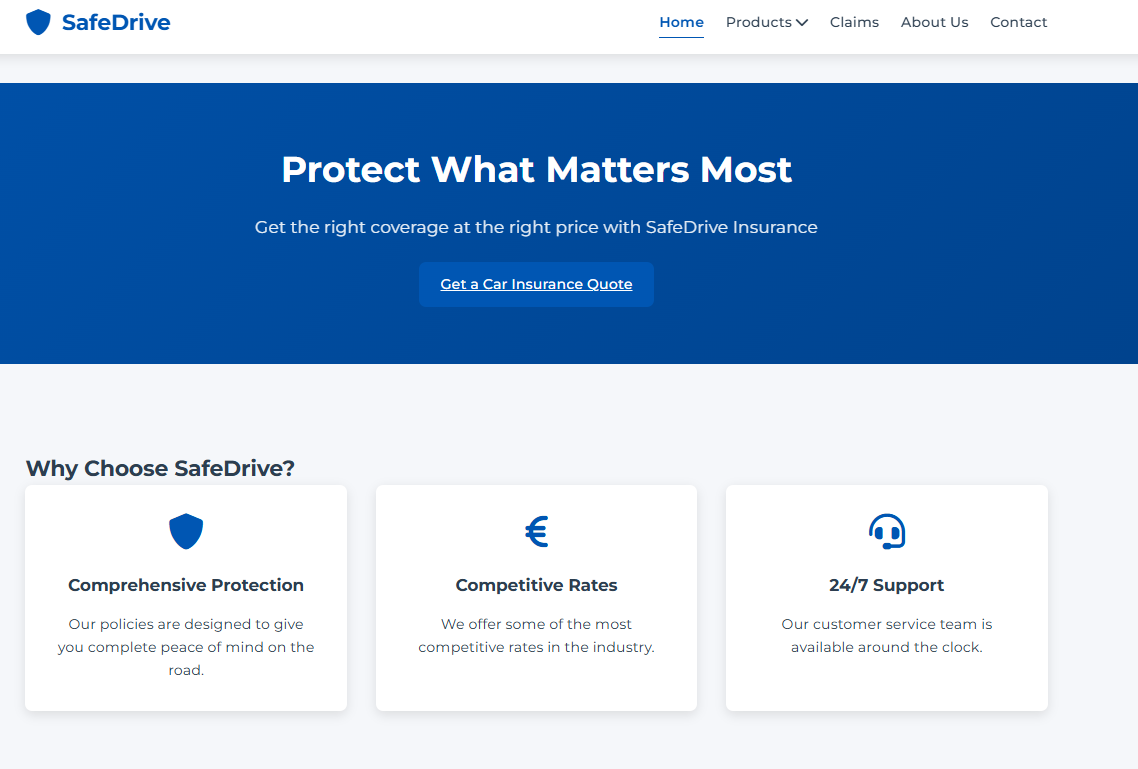 SafeDrive
Home Products Claims About Us Contact
Protect What Matters Most
Get the right coverage at the right price with SafeDrive Insurance
Get a Car Insurance Quote
Why Choose SafeDrive?
Comprehensive Protection
Our policies are designed to give
you complete peace of mind on the
road.
€
Competitive Rates
We offer some of the most
competitive rates in the industry.
24/7 Support
Our customer service team is
available around the clock.